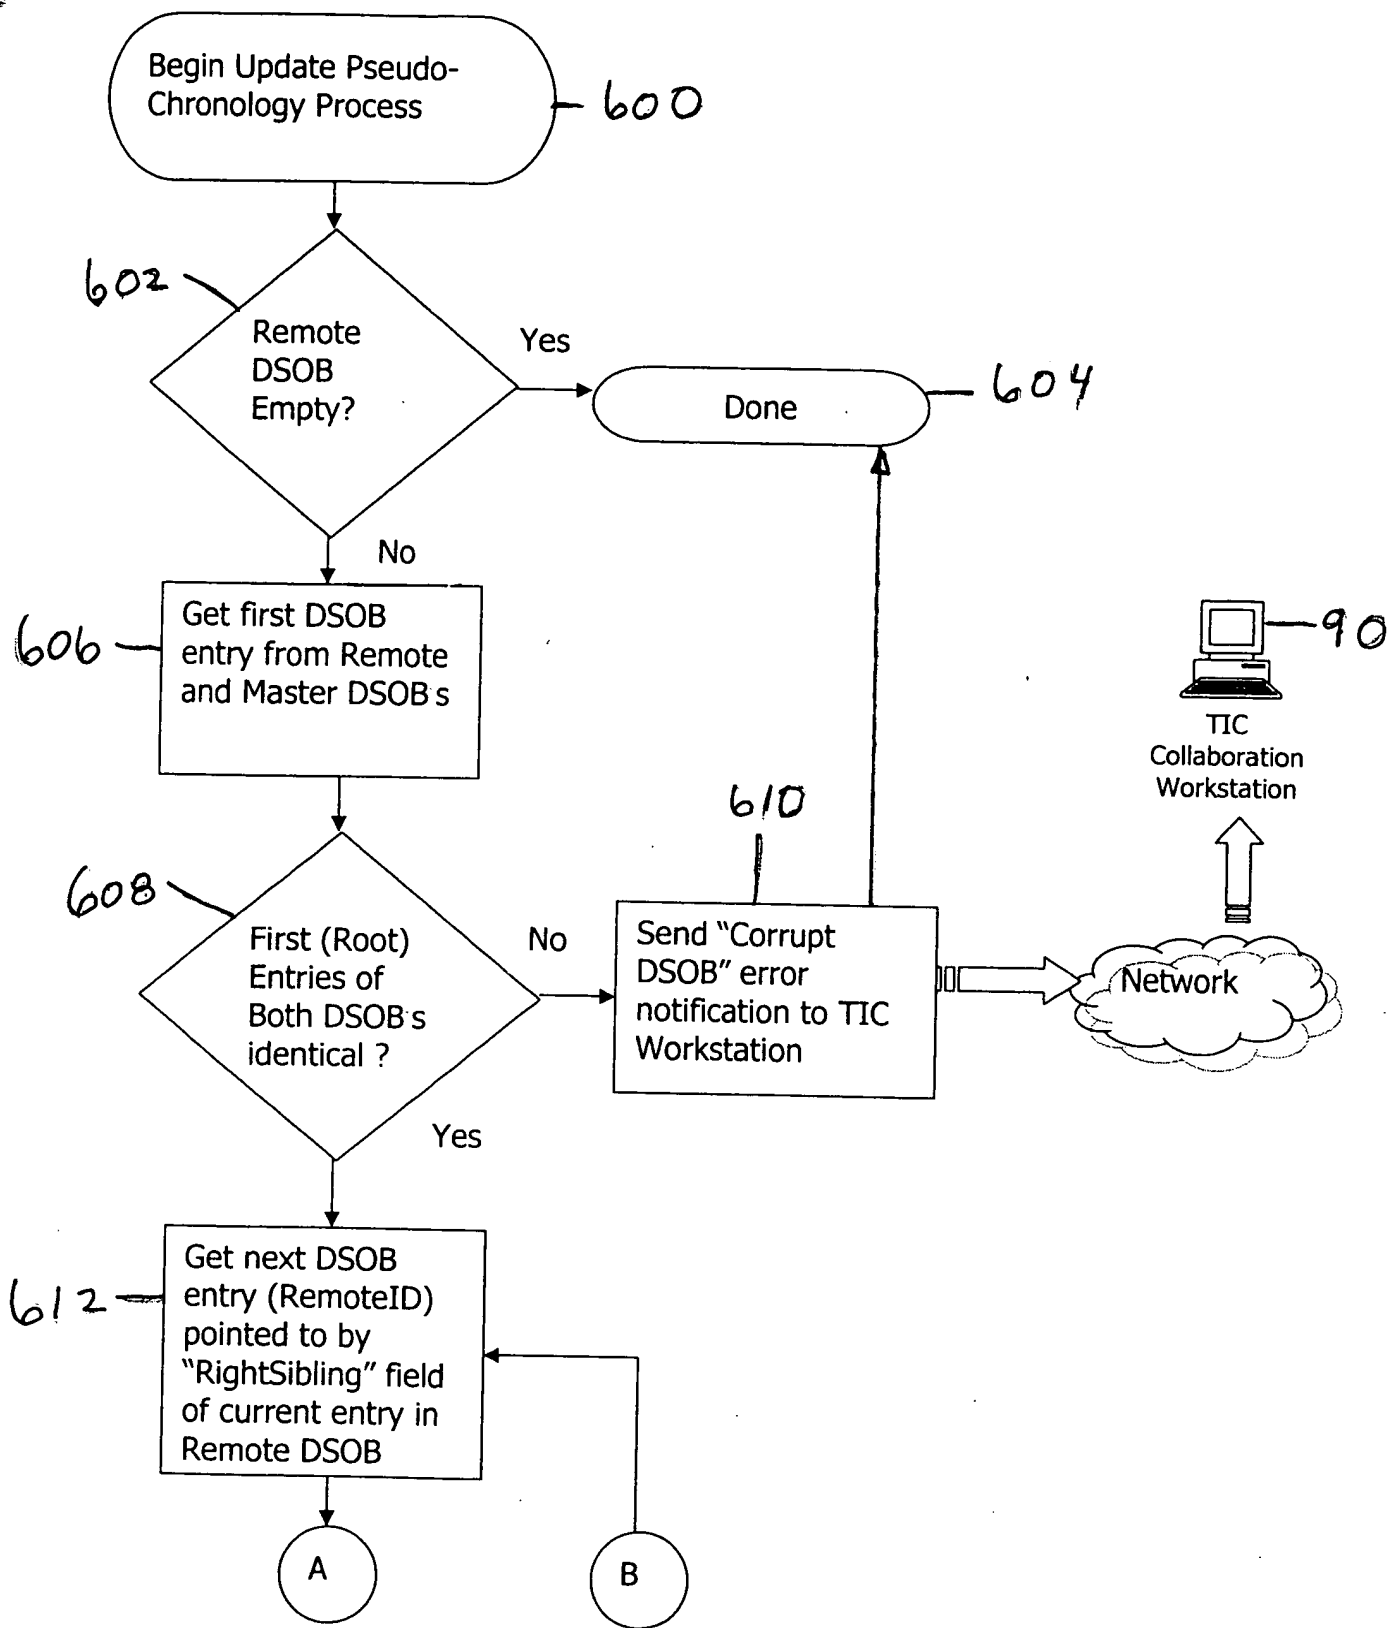 Begin Update Pseudo-
Chronology Process
600
602
Remote
DSOB
Empty?
Yes
Done
604
No
606
Get first DSOB
entry from Remote
and Master DSOB's
90
TIC
Collaboration
Workstation
608
First (Root)
Entries of
Both DSOB's
identical ?
No
610
Send “Corrupt
DSOB” error
notification to TIC
Workstation
Network
Yes
612
Get next DSOB
entry (RemoteID)
pointed to by
“RightSibling” field
of current entry in
Remote DSOB
A
B